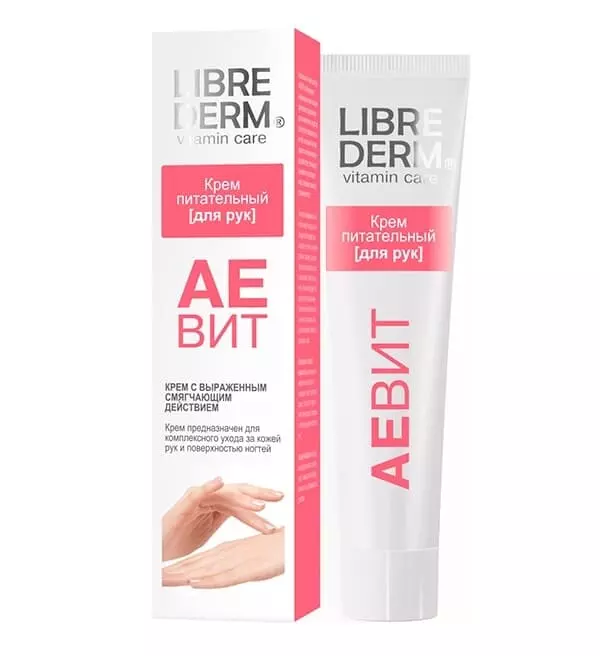 LIBRE
DERM®
vitamin care
Крем
питательный
[для рук]
АЕ
ВИТ
КРЕМ С ВЫРАЖЕННЫМ
СМЯГЧАЮЩИМ
ДЕЙСТВИЕМ
Крем предназначен для
комплексного ухода за кожей
рук и поверхностью ногтей
LIBRE
DERM®
vitamin care
Крем
питательный
[для рук]
АЕВИТ